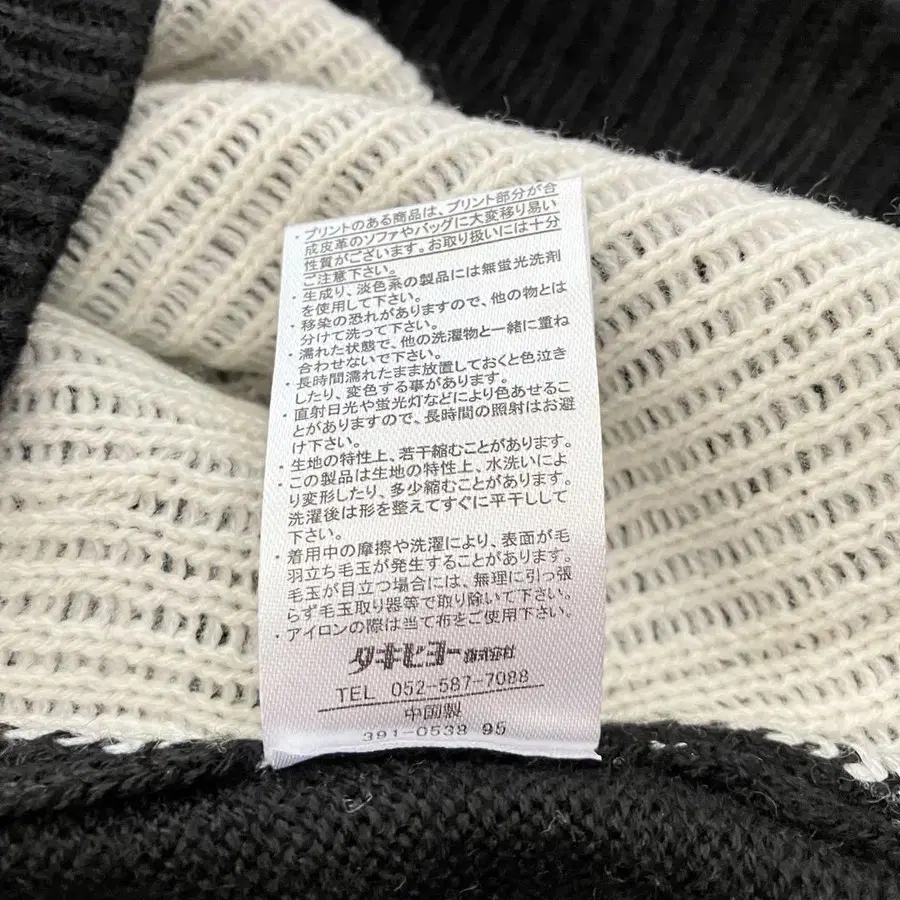 ・プリントのある商品は、プリント部分が合
成皮革のソファやバッグに大変移り易い
性質がございます。お取り扱いには十分
ご注意下さい。
・生成り、淡色系の製品には無蛍光洗剤
を使用して下さい。
・移染の恐れがありますので、他の物とは
分けて洗って下さい。
・濡れた状態で、他の洗濯物と一緒に重ね
合わせないで下さい。
・長時間濡れたまま放置しておくと色泣き
したり、変色する事があります。
・直射日光や蛍光灯などにより色あせるこ
とがありますので、長時間の照射はお避
け下さい。
・生地の特性上、若干縮むことがあります。
・この製品は生地の特性上、水洗いによ
り変形したり、多少縮むことがあります。
洗濯後は形を整えてすぐに平干しして
下さい。
・着用中の摩擦や洗濯により、表面が毛
羽立ち毛玉が発生することがあります。
毛玉が目立つ場合には、無理に引っ張
らず毛玉取り器等で取り除いて下さい。
・アイロンの際は当て布をご使用下さい。
タキヒヨー株式会社
TEL 052-587-7088
中国製
391-0538 95